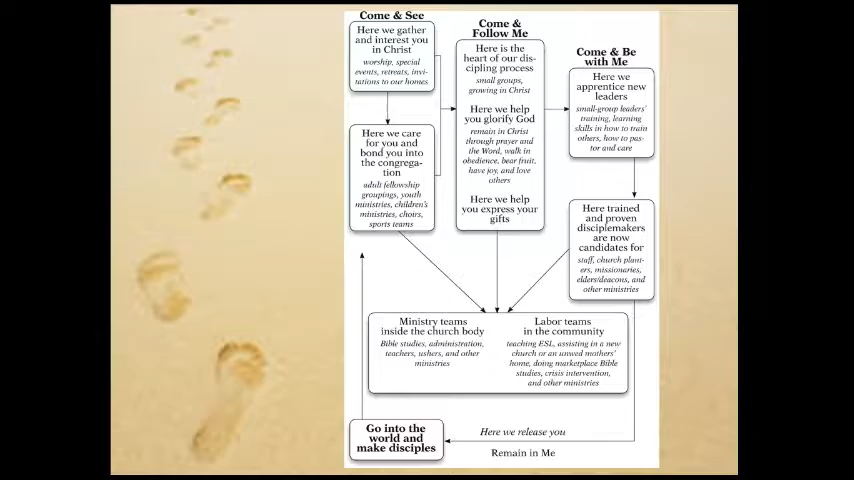 Come & See
Here we gather
and interest you
in Christ
worship, special
events, retreats, invi-
tations to our homes
Here we care
for you and
bond you into
the congrega-
tion
adult fellowship
groupings, youth
ministries, children's
ministries, choirs,
sports teams
Come &
Follow Me
Here is the
heart of our dis-
cipling process
small groups,
growing in Christ
Here we help
you glorify God
remain in Christ
through prayer and
the Word, walk in
obedience, bear fruit,
have joy, and love
others
Here we help
you express your
gifts
Come & Be
with Me
Here we
apprentice new
leaders
small-group leaders'
training, learning
skills in how to train
others, how to pas-
tor and care
Here trained
and proven
disciplemakers
are now
candidates for
staff, church plant-
ers, missionaries,
elders/deacons, and
other ministries
Ministry teams
inside the church body
Bible studies, administration,
teachers, ushers, and other
ministries
Labor teams
in the community
teaching ESL, assisting in a new
church or an unwed mothers'
home, doing marketplace Bible
studies, crisis intervention,
and other ministries
Go into the
world and
make disciples
Here we release you
Remain in Me